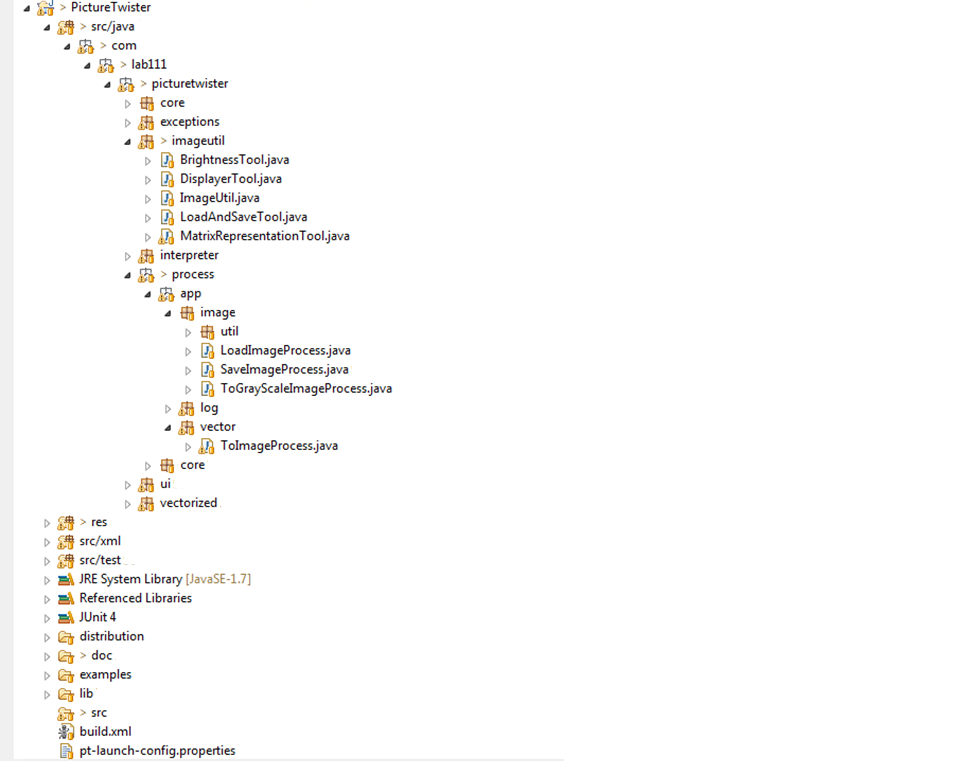 > PictureTwister
> src/java
> com
> lab111
> picturetwister
core
exceptions
> imageutil
BrightnessTool.java
DisplayerTool.java
ImageUtil.java
LoadAndSaveTool.java
MatrixRepresentationTool.java
interpreter
> process
app
image
util
LoadImageProcess.java
SaveImageProcess.java
ToGrayScaleImageProcess.java
log
vector
ToImageProcess.java
core
ui
vectorized
> res
src/xml
src/test
JRE System Library [JavaSE-1.7]
Referenced Libraries
JUnit 4
distribution
> doc
examples
lib
> src
build.xml
pt-launch-config.properties